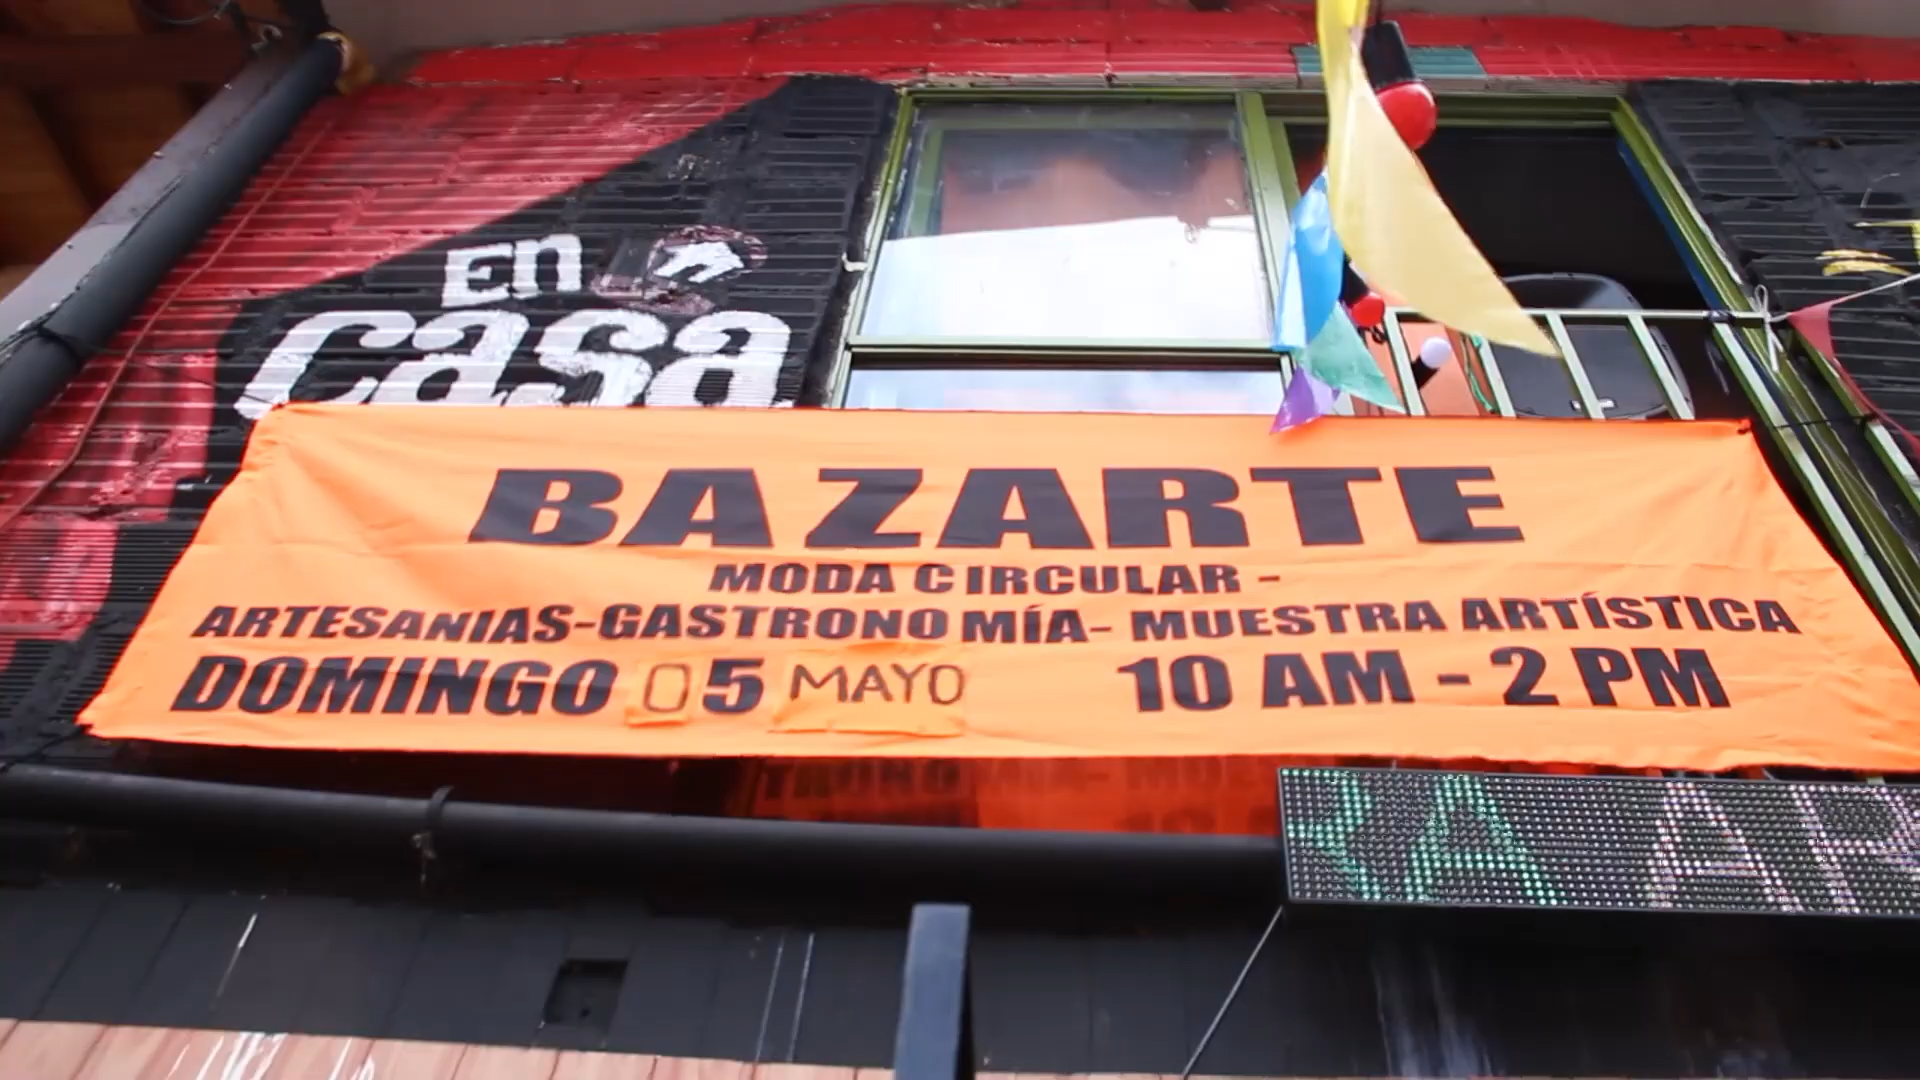 En
casa
BAZARTE
MODA CIRCULAR -
ARTESANIAS-GASTRONOMÍA- MUESTRA ARTÍSTICA
DOMINGO 05 MAYO 10 AM - 2 PM